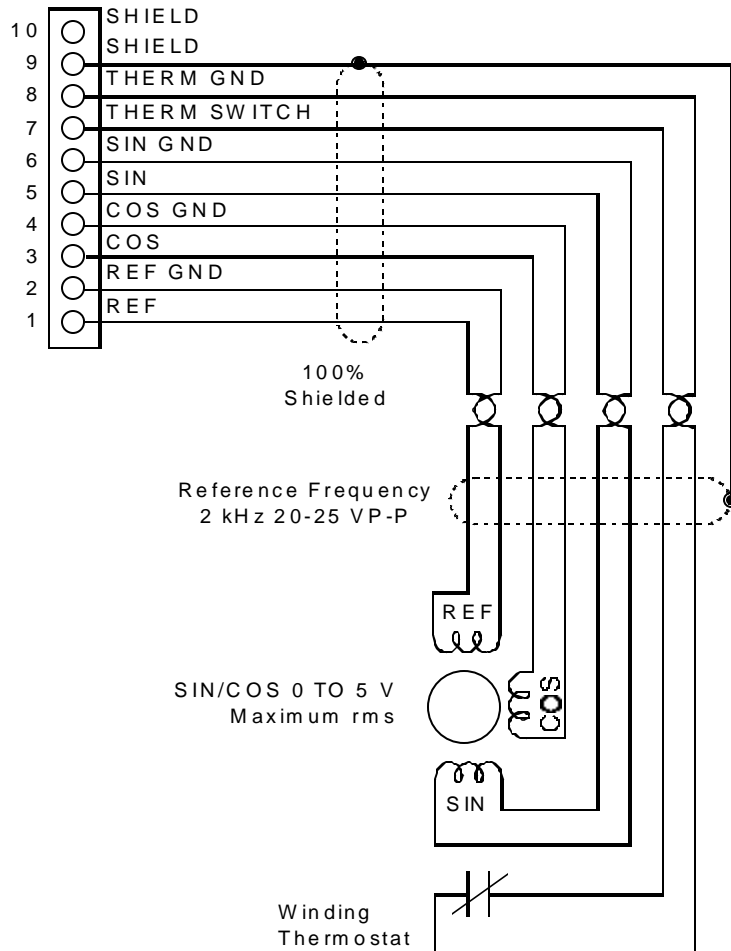 10 SHIELD
9 SHIELD
8 THERM GND
7 THERM SWITCH
6 SIN GND
5 SIN
4 COS GND
3 COS
2 REF GND
1 REF
100%
Shielded
Reference Frequency
2 kHz 20-25 VP-P
REF
SIN/COS 0 TO 5 V
Maximum rms
COS
SIN
Winding
Thermostat